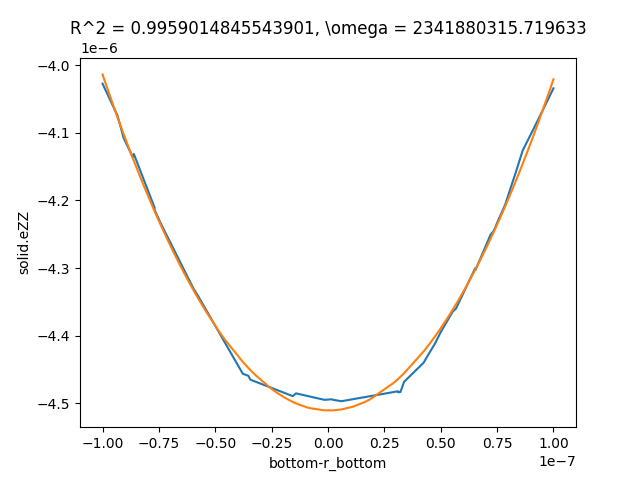 R^2 = 0.9959014845543901, \omega = 2341880315.719633
1e−6
−4.0
−4.1
−4.2
−4.3
−4.4
−4.5
solid.eZZ
−1.00 −0.75 −0.50 −0.25 0.00 0.25 0.50 0.75 1.00
1e−7
bottom-r_bottom